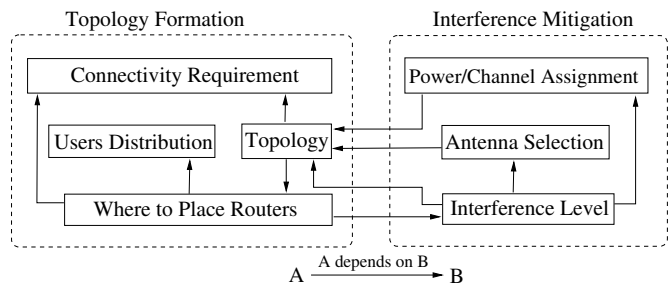 Topology Formation
Interference Mitigation
Connectivity Requirement
Power/Channel Assignment
Users Distribution
Topology
Antenna Selection
Where to Place Routers
Interference Level
A A depends on B B